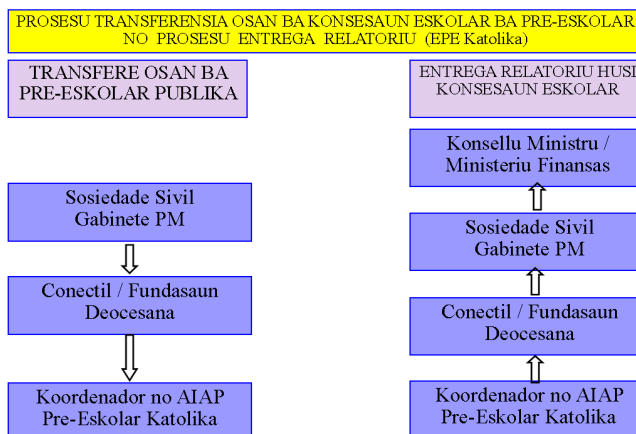 PROSESU TRANSFERENSIA OSAN BA KONSESAUN ESKOLAR BA PRE-ESKOLAR
NO PROSESU ENTREGA RELATORIU (EPE Katolika)
TRANSFERE OSAN BA
PRE-ESKOLAR PUBLIKA
Sosiedade Sivil
Gabinete PM
Conectil / Fundasaun
Deocesana
Koordenador no AIAP
Pre-Eskolar Katolika
ENTREGA RELATORIU HUSI
KONSESAUN ESKOLAR
Konsellu Ministru /
Ministeriu Finansas
Sosiedade Sivil
Gabinete PM
Conectil / Fundasaun
Deocesana
Koordenador no AIAP
Pre-Eskolar Katolika